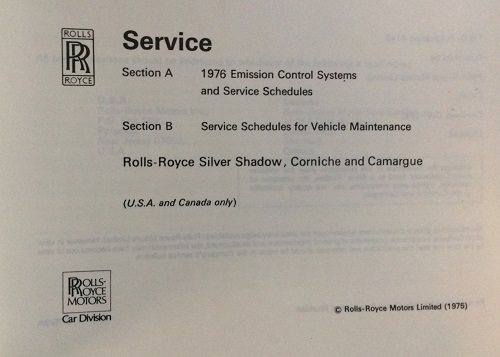 ROLLS
RR
ROYCE
Service
Section A 1976 Emission Control Systems
and Service Schedules
Section B Service Schedules for Vehicle Maintenance
Rolls-Royce Silver Shadow, Corniche and Camargue
(U.S.A. and Canada only)
ROLLS-
ROYCE
MOTORS
Car Division
© Rolls-Royce Motors Limited (1975)